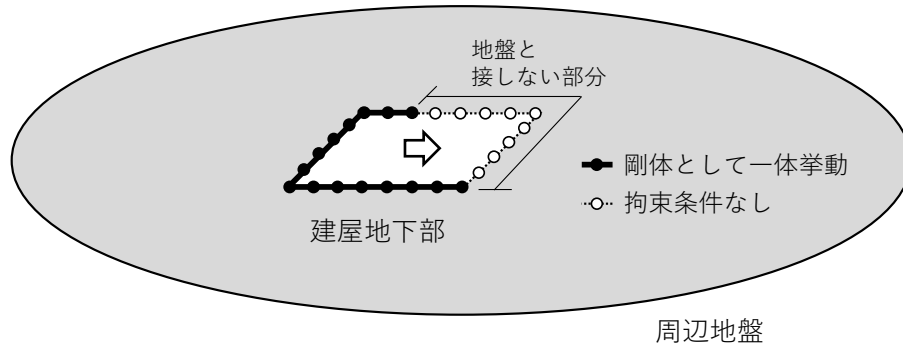 地盤と
接しない部分
剛体として一体挙動
拘束条件なし
建屋地下部
周辺地盤